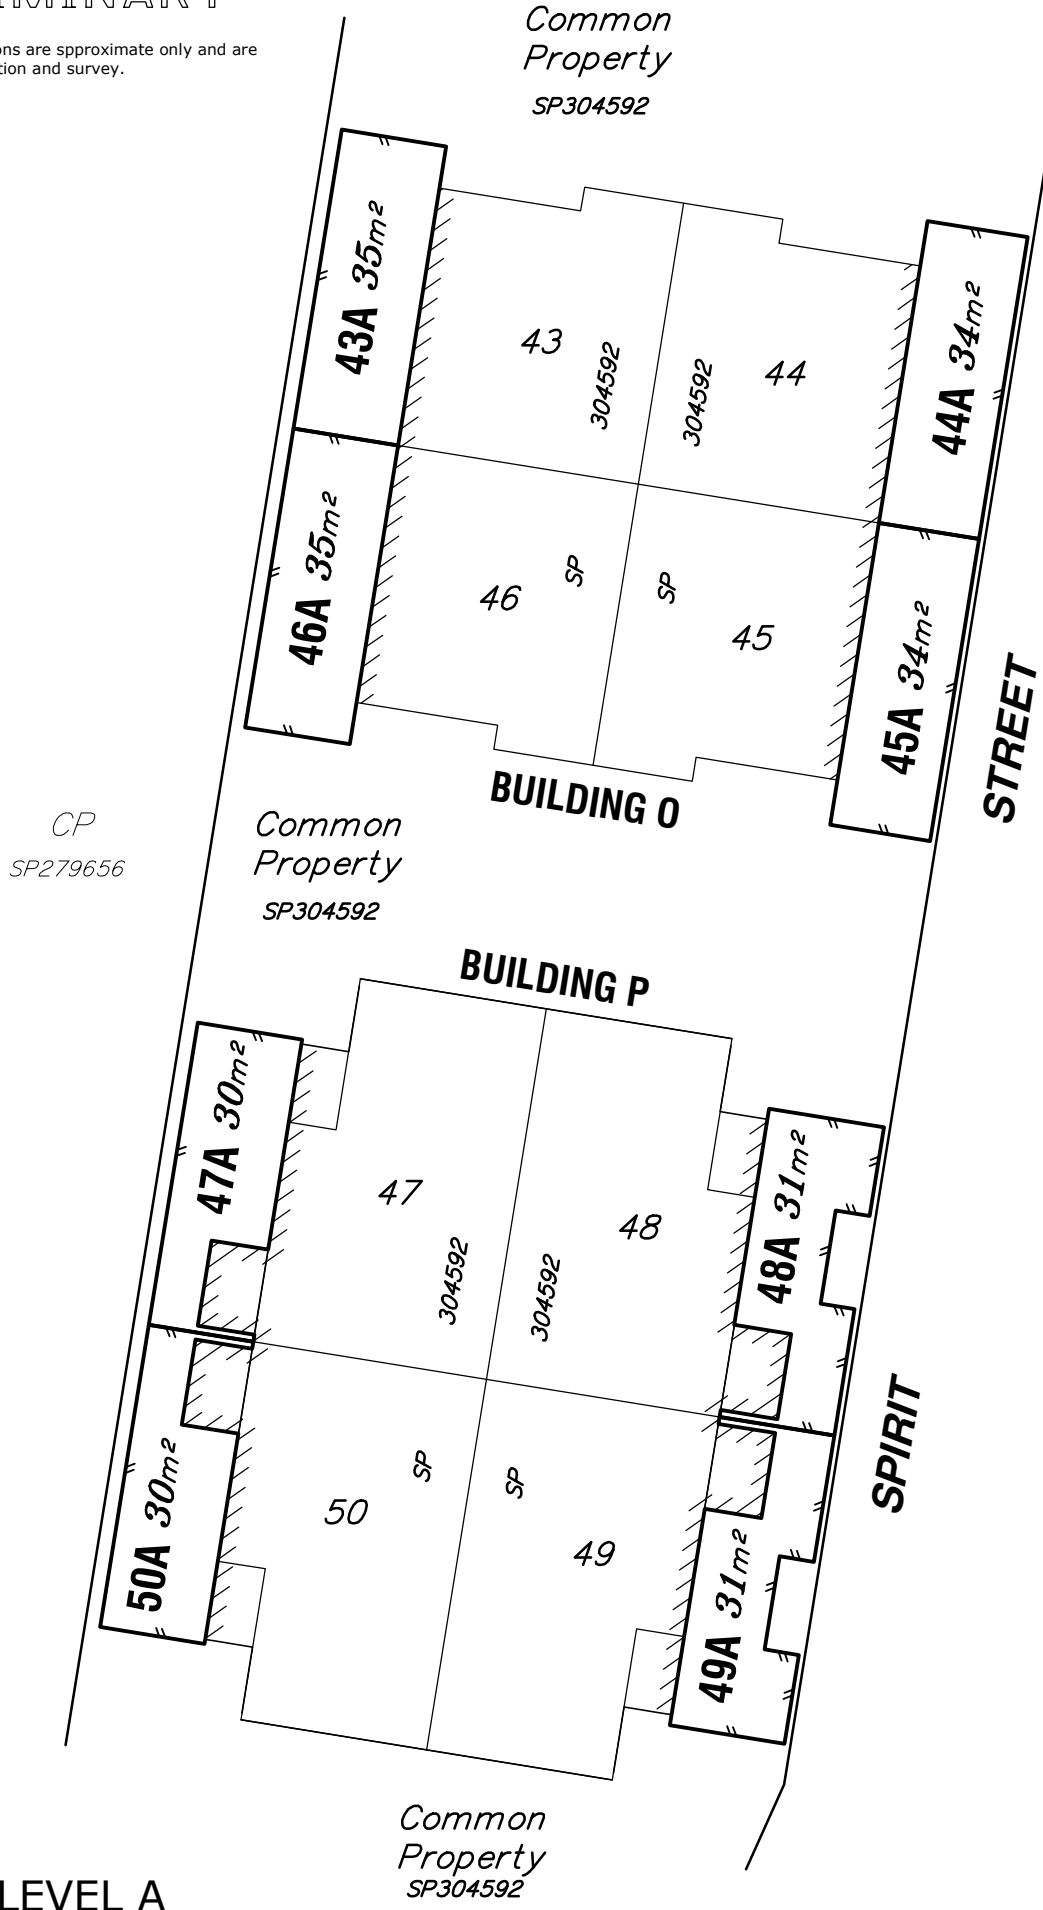 ons are spproximate only and are
tion and survey.
Common
Property
SP304592
43A 35m²
43
304592
304592
44
44A 34m²
46A 35m²
46
SP
SP
45
45A 34m²
STREET
BUILDING O
CP
SP279656
Common
Property
SP304592
BUILDING P
47A 30m²
47
304592
304592
48
48A 31m²
50A 30m²
50
SP
SP
49
49A 31m²
SPIRIT
Common
Property
SP304592
LEVEL A